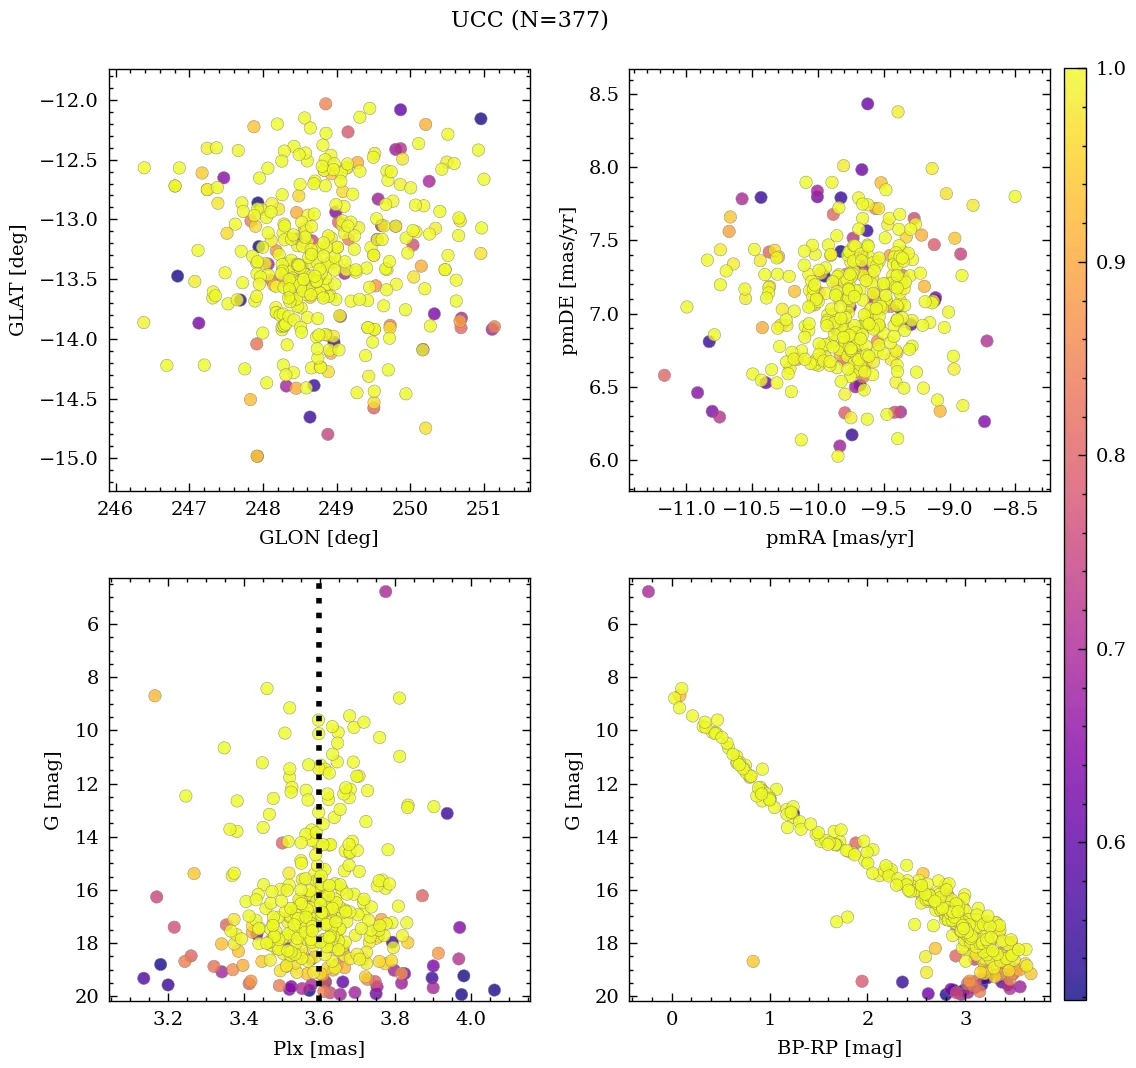 UCC (N=377)
−12.0
−12.5
−13.0
−13.5
−14.0
−14.5
−15.0
GLAT [deg]
246 247 248 249 250 251
GLON [deg]
8.5
8.0
7.5
7.0
6.5
6.0
pmDE [mas/yr]
−11.0 −10.5 −10.0 −9.5 −9.0 −8.5
pmRA [mas/yr]
6
8
10
12
14
16
18
20
G [mag]
3.2 3.4 3.6 3.8 4.0
Plx [mas]
6
8
10
12
14
16
18
20
G [mag]
0 1 2 3
BP-RP [mag]
1.0
0.9
0.8
0.7
0.6